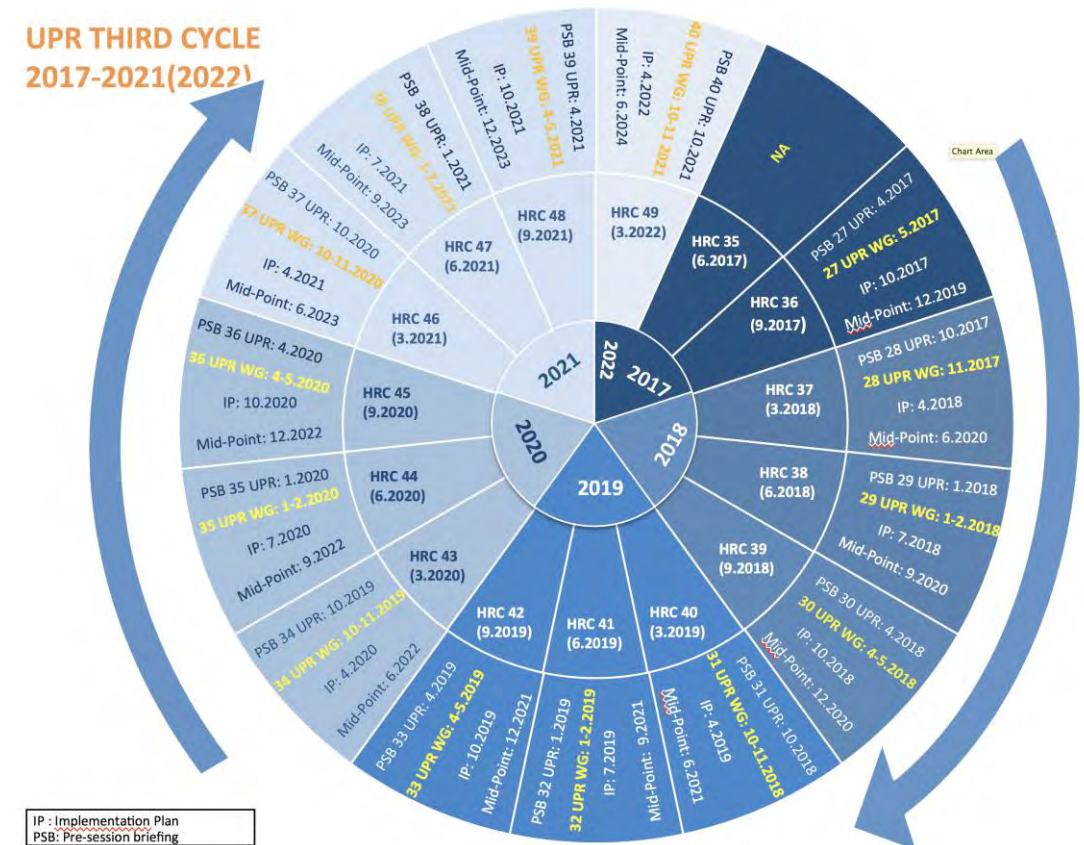 UPR THIRD CYCLE
2017-2021(2022)
Chart Area
2017
2018
2019
2020
2021
2022
HRC 35
(6.2017)
NA
HRC 36
(9.2017)
PSB 27 UPR: 4.2017
27 UPR WG: 5.2017
IP: 10.2017
Mid-Point: 12.2019
HRC 37
(3.2018)
PSB 28 UPR: 10.2017
28 UPR WG: 11.2017
IP: 4.2018
Mid-Point: 6.2020
HRC 38
(6.2018)
PSB 29 UPR: 1.2018
29 UPR WG: 1-2.2018
IP: 7.2018
Mid-Point: 9.2020
HRC 39
(9.2018)
PSB 30 UPR: 4.2018
30 UPR WG: 4-5.2018
IP: 10.2018
Mid-Point: 12.2020
HRC 40
(3.2019)
PSB 31 UPR: 10.2018
31 UPR WG: 10-11.2018
IP: 4.2019
Mid-Point: 6.2021
HRC 41
(6.2019)
PSB 32 UPR: 1.2019
32 UPR WG: 1-2.2019
IP: 7.2019
Mid-Point: 9.2021
HRC 42
(9.2019)
PSB 33 UPR: 4.2019
33 UPR WG: 4-5.2019
IP: 10.2019
Mid-Point: 12.2021
HRC 43
(3.2020)
PSB 34 UPR: 10.2019
34 UPR WG: 10-11.2019
IP: 4.2020
Mid-Point: 6.2022
HRC 44
(6.2020)
PSB 35 UPR: 1.2020
35 UPR WG: 1-2.2020
IP: 7.2020
Mid-Point: 9.2022
HRC 45
(9.2020)
PSB 36 UPR: 4.2020
36 UPR WG: 4-5.2020
IP: 10.2020
Mid-Point: 12.2022
HRC 46
(3.2021)
PSB 37 UPR: 10.2020
37 UPR WG: 10-11.2020
IP: 4.2021
Mid-Point: 6.2023
HRC 47
(6.2021)
PSB 38 UPR: 1.2021
38 UPR WG: 1-2.2021
IP: 7.2021
Mid-Point: 9.2023
HRC 48
(9.2021)
PSB 39 UPR: 4.2021
39 UPR WG: 4-5.2021
IP: 10.2021
Mid-Point: 12.2023
HRC 49
(3.2022)
PSB 40 UPR: 10.2021
40 UPR WG: 10-11 2021
IP: 4.2022
Mid-Point: 6.2024
IP : Implementation Plan
PSB: Pre-session briefing